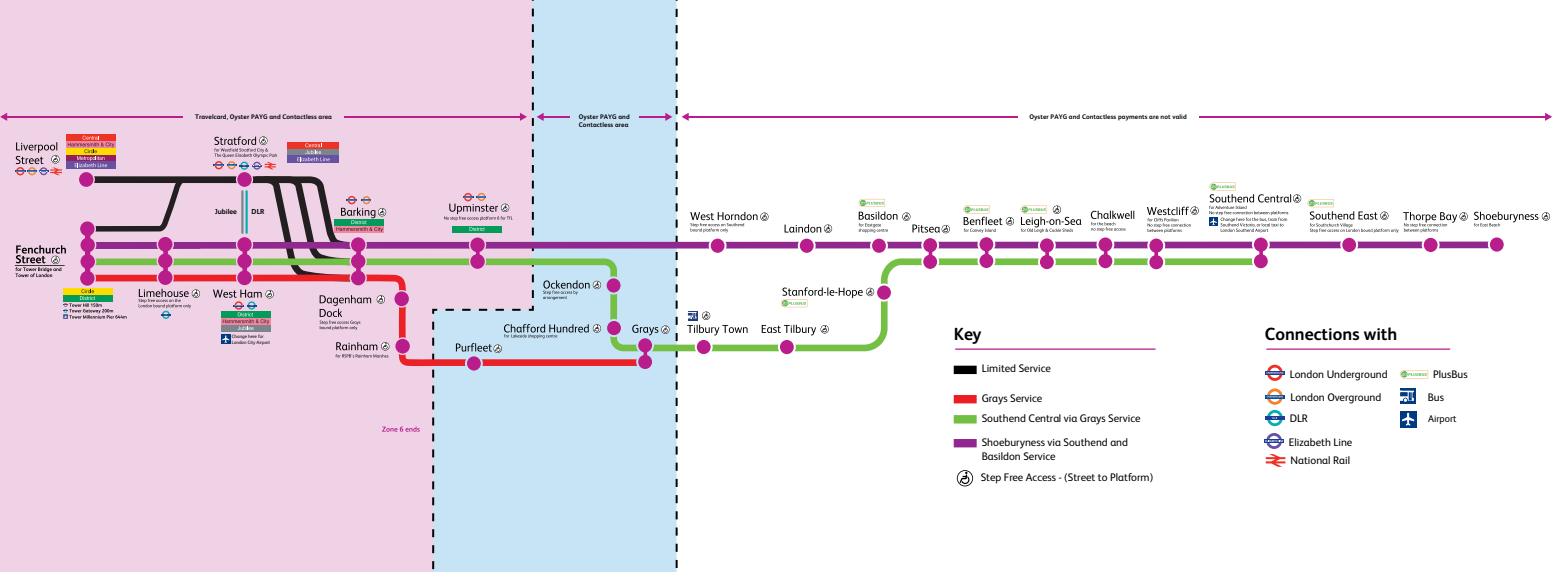 Travelcard, Oyster PAYG and Contactless area
Oyster PAYG and
Contactless area
Oyster PAYG and Contactless payments are not valid
Liverpool
Street
Central
Hammersmith & City
Circle
Metropolitan
Elizabeth Line
Stratford
for Westfield Stratford City &
The Queen Elizabeth Olympic Park
Central
Jubilee
Elizabeth Line
Jubilee
DLR
Barking
District
Hammersmith & City
Upminster
No step free access platform 6 for TFL
District
Fenchurch
Street
for Tower Bridge and
Tower of London
Circle
District
Tower Hill 150m
Tower Gateway 200m
Tower Millennium Pier 644m
Limehouse
Step free access on the
London bound platform only
West Ham
District
Hammersmith & City
Jubilee
Change here for
London City Airport
Dagenham
Dock
Step free access Grays
bound platform only
Rainham
for RSPB's Rainham Marshes
Purfleet
Ockendon
Step free access by
arrangement
Chafford Hundred
for Lakeside shopping centre
Grays
Tilbury Town
East Tilbury
Stanford-le-Hope
PLUSBUS
West Horndon
Step free access on Southend
bound platform only
Laindon
PLUSBUS
Basildon
for Eastgate
shopping centre
Pitsea
PLUSBUS
Benfleet
for Canvey Island
PLUSBUS
Leigh-on-Sea
for Old Leigh & Cockle Sheds
Chalkwell
for the beach
no step free access
Westcliff
for Cliffs Pavilion
No step free connection
between platforms
PLUSBUS
Southend Central
for Adventure Island
No step free connection between platforms
Change here for the bus, train from
Southend Victoria, or local taxi to
London Southend Airport
PLUSBUS
Southend East
for Southchurch Village
Step free access on London bound platform only
Thorpe Bay
No step free connection
between platforms
Shoeburyness
for East Beach
Zone 6 ends
Key
Limited Service
Grays Service
Southend Central via Grays Service
Shoeburyness via Southend and
Basildon Service
Step Free Access - (Street to Platform)
Connections with
London Underground
London Overground
DLR
Elizabeth Line
National Rail
PLUSBUS
PlusBus
Bus
Airport